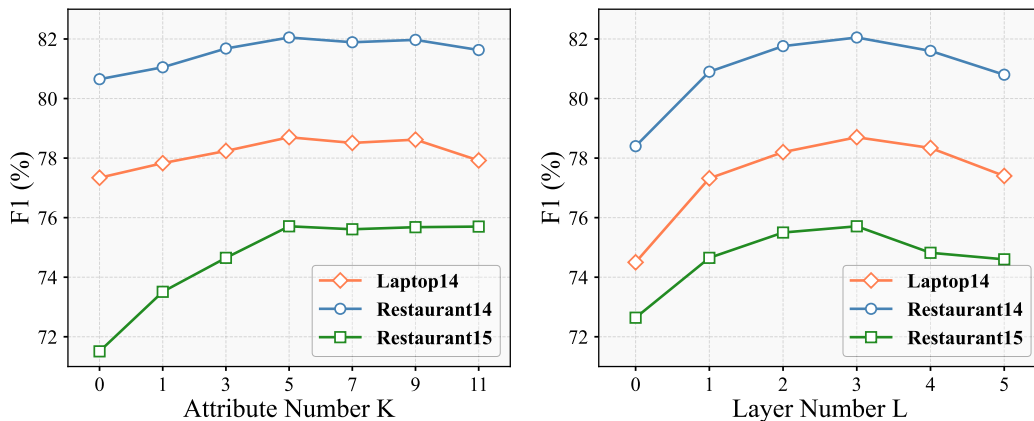 F1 (%)
82
80
78
76
74
72
0 1 3 5 7 9 11
Attribute Number K
Laptop14
Restaurant14
Restaurant15
F1 (%)
82
80
78
76
74
72
0 1 2 3 4 5
Layer Number L
Laptop14
Restaurant14
Restaurant15